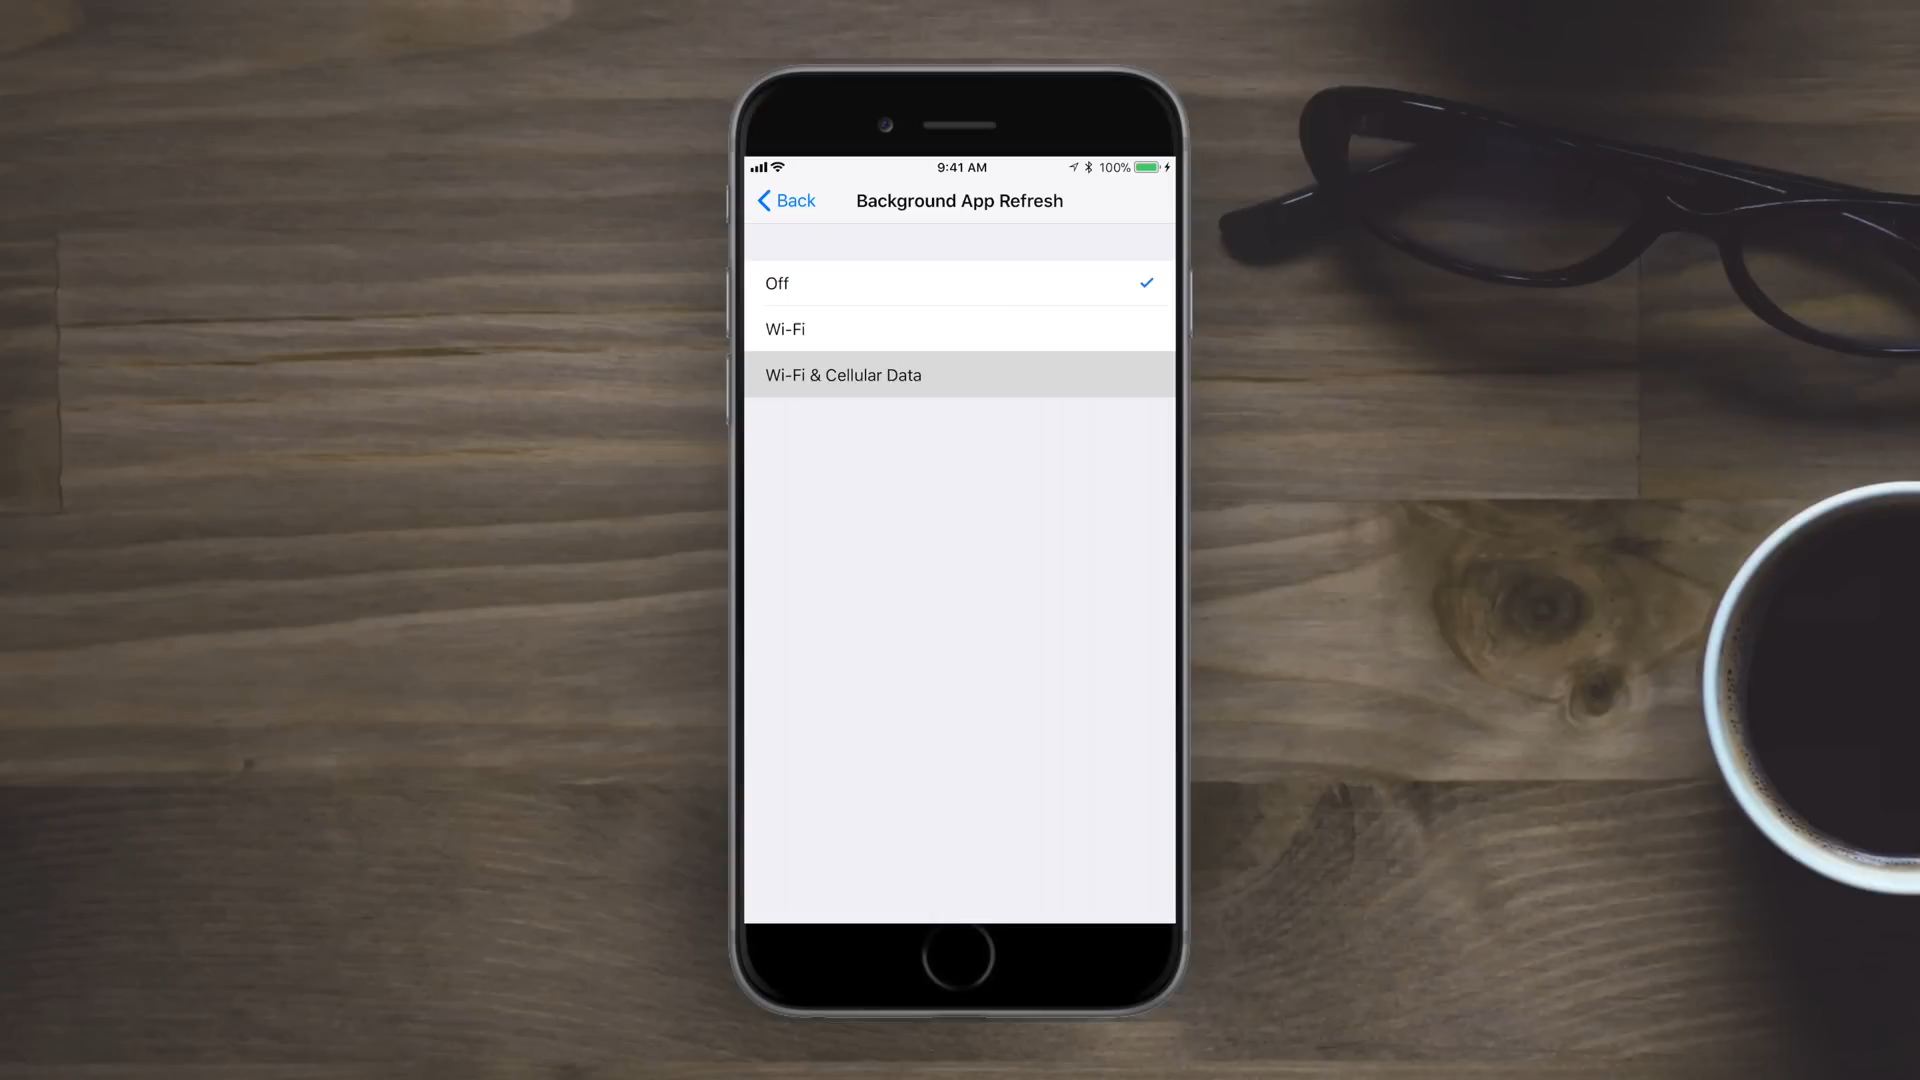 9:41 AM
100%
Back
Background App Refresh
Off
Wi-Fi
Wi-Fi & Cellular Data